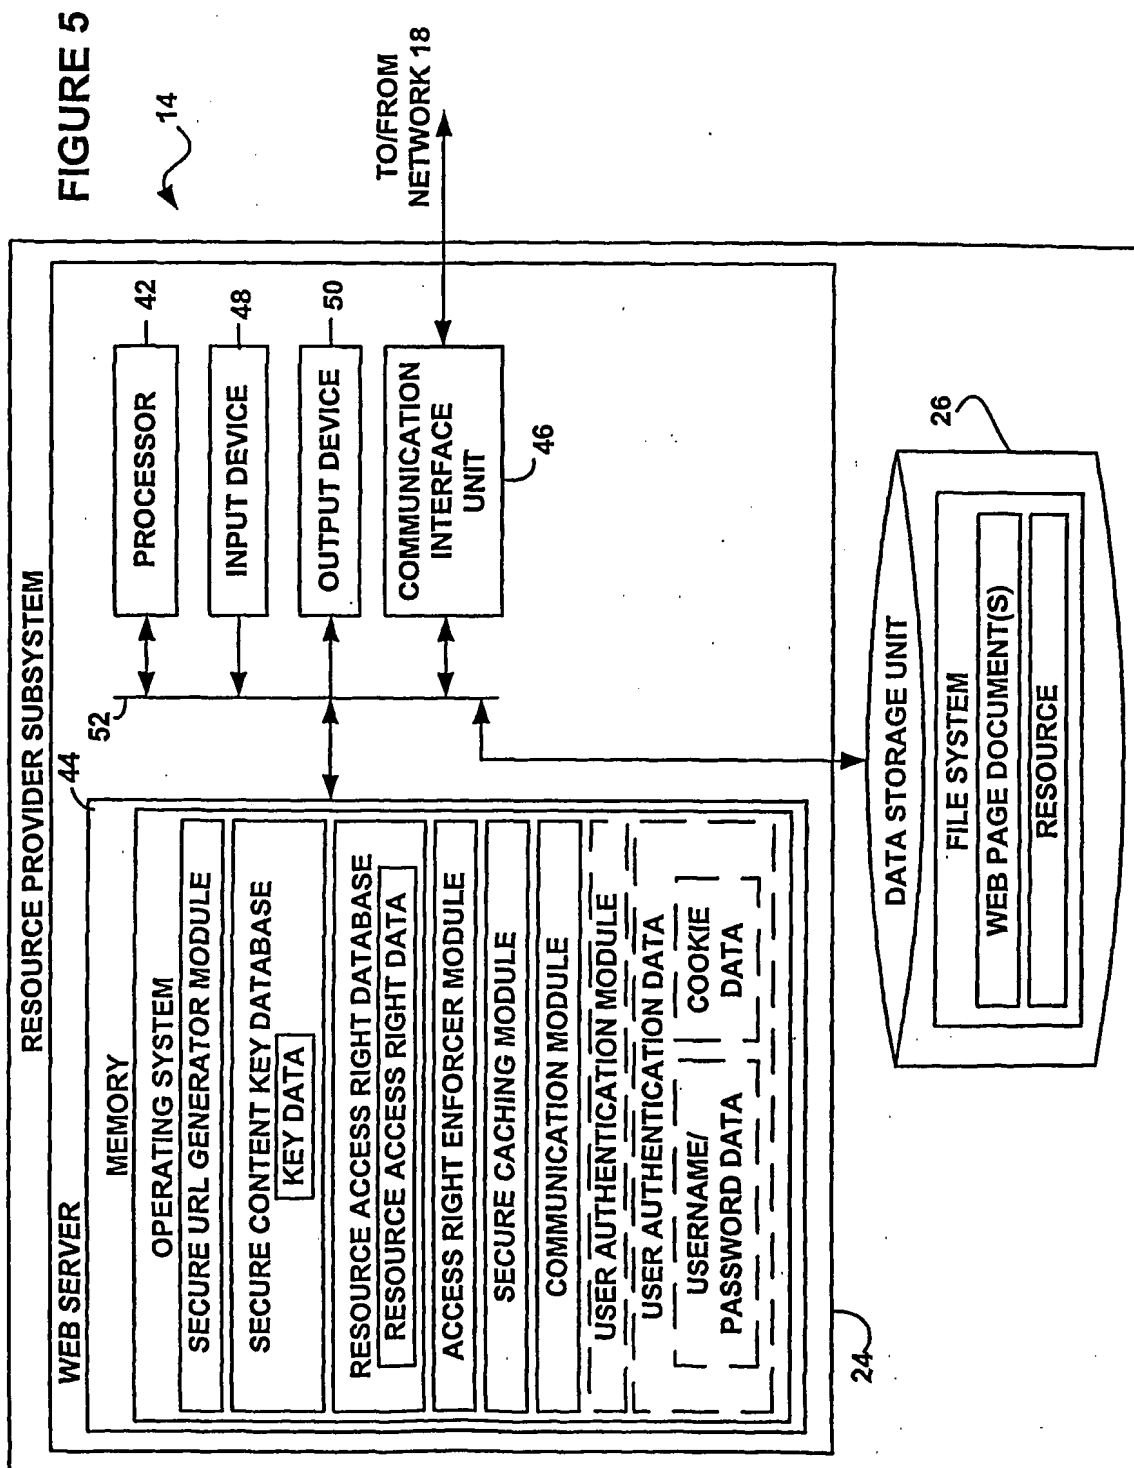 FIGURE 5
14
RESOURCE PROVIDER SUBSYSTEM
WEB SERVER
44
MEMORY
OPERATING SYSTEM
SECURE URL GENERATOR MODULE
SECURE CONTENT KEY DATABASE
KEY DATA
RESOURCE ACCESS RIGHT DATABASE
RESOURCE ACCESS RIGHT DATA
ACCESS RIGHT ENFORCER MODULE
SECURE CACHING MODULE
COMMUNICATION MODULE
USER AUTHENTICATION MODULE
USER AUTHENTICATION DATA
USERNAME/
PASSWORD DATA
COOKIE
DATA
24
52
PROCESSOR
42
INPUT DEVICE
48
OUTPUT DEVICE
50
COMMUNICATION
INTERFACE
UNIT
46
TO/FROM
NETWORK 18
DATA STORAGE UNIT
26
FILE SYSTEM
WEB PAGE DOCUMENT(S)
RESOURCE